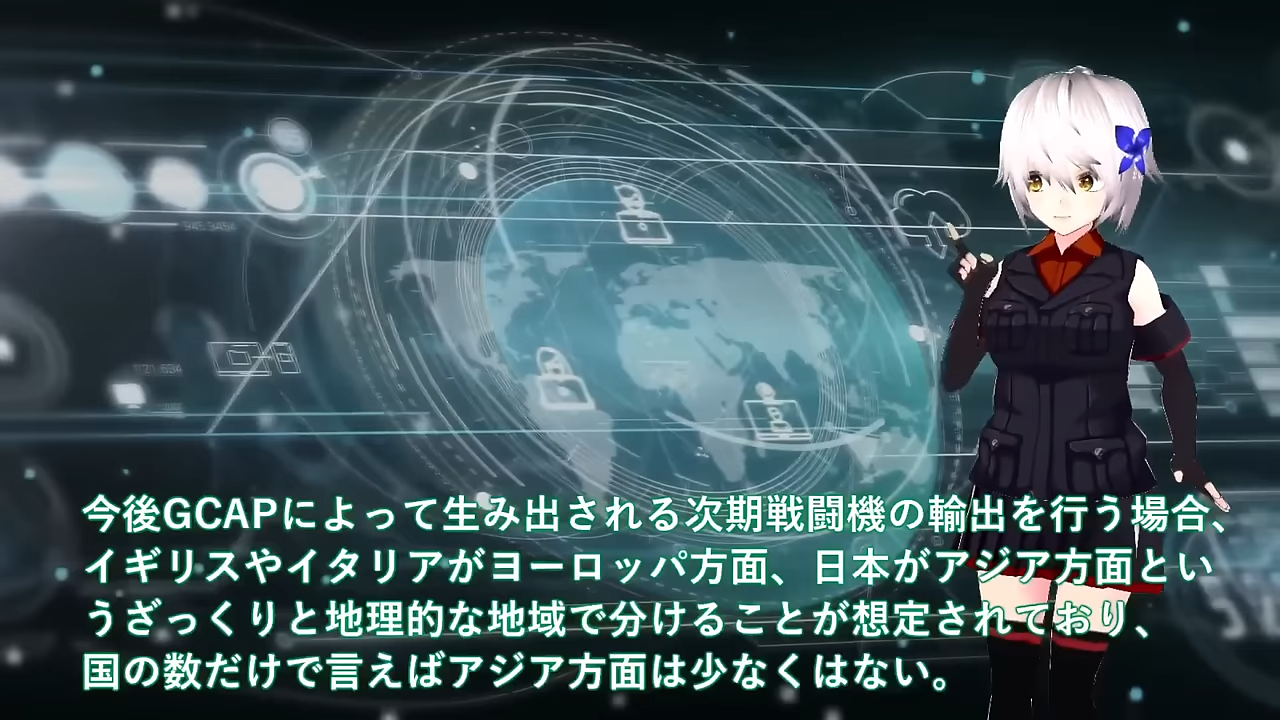 今後GCAPによって生み出される次期戦闘機の輸出を行う場合、
イギリスやイタリアがヨーロッパ方面、日本がアジア方面とい
うざっくりと地理的な地域で分けることが想定されており、
国の数だけで言えばアジア方面は少なくはない。